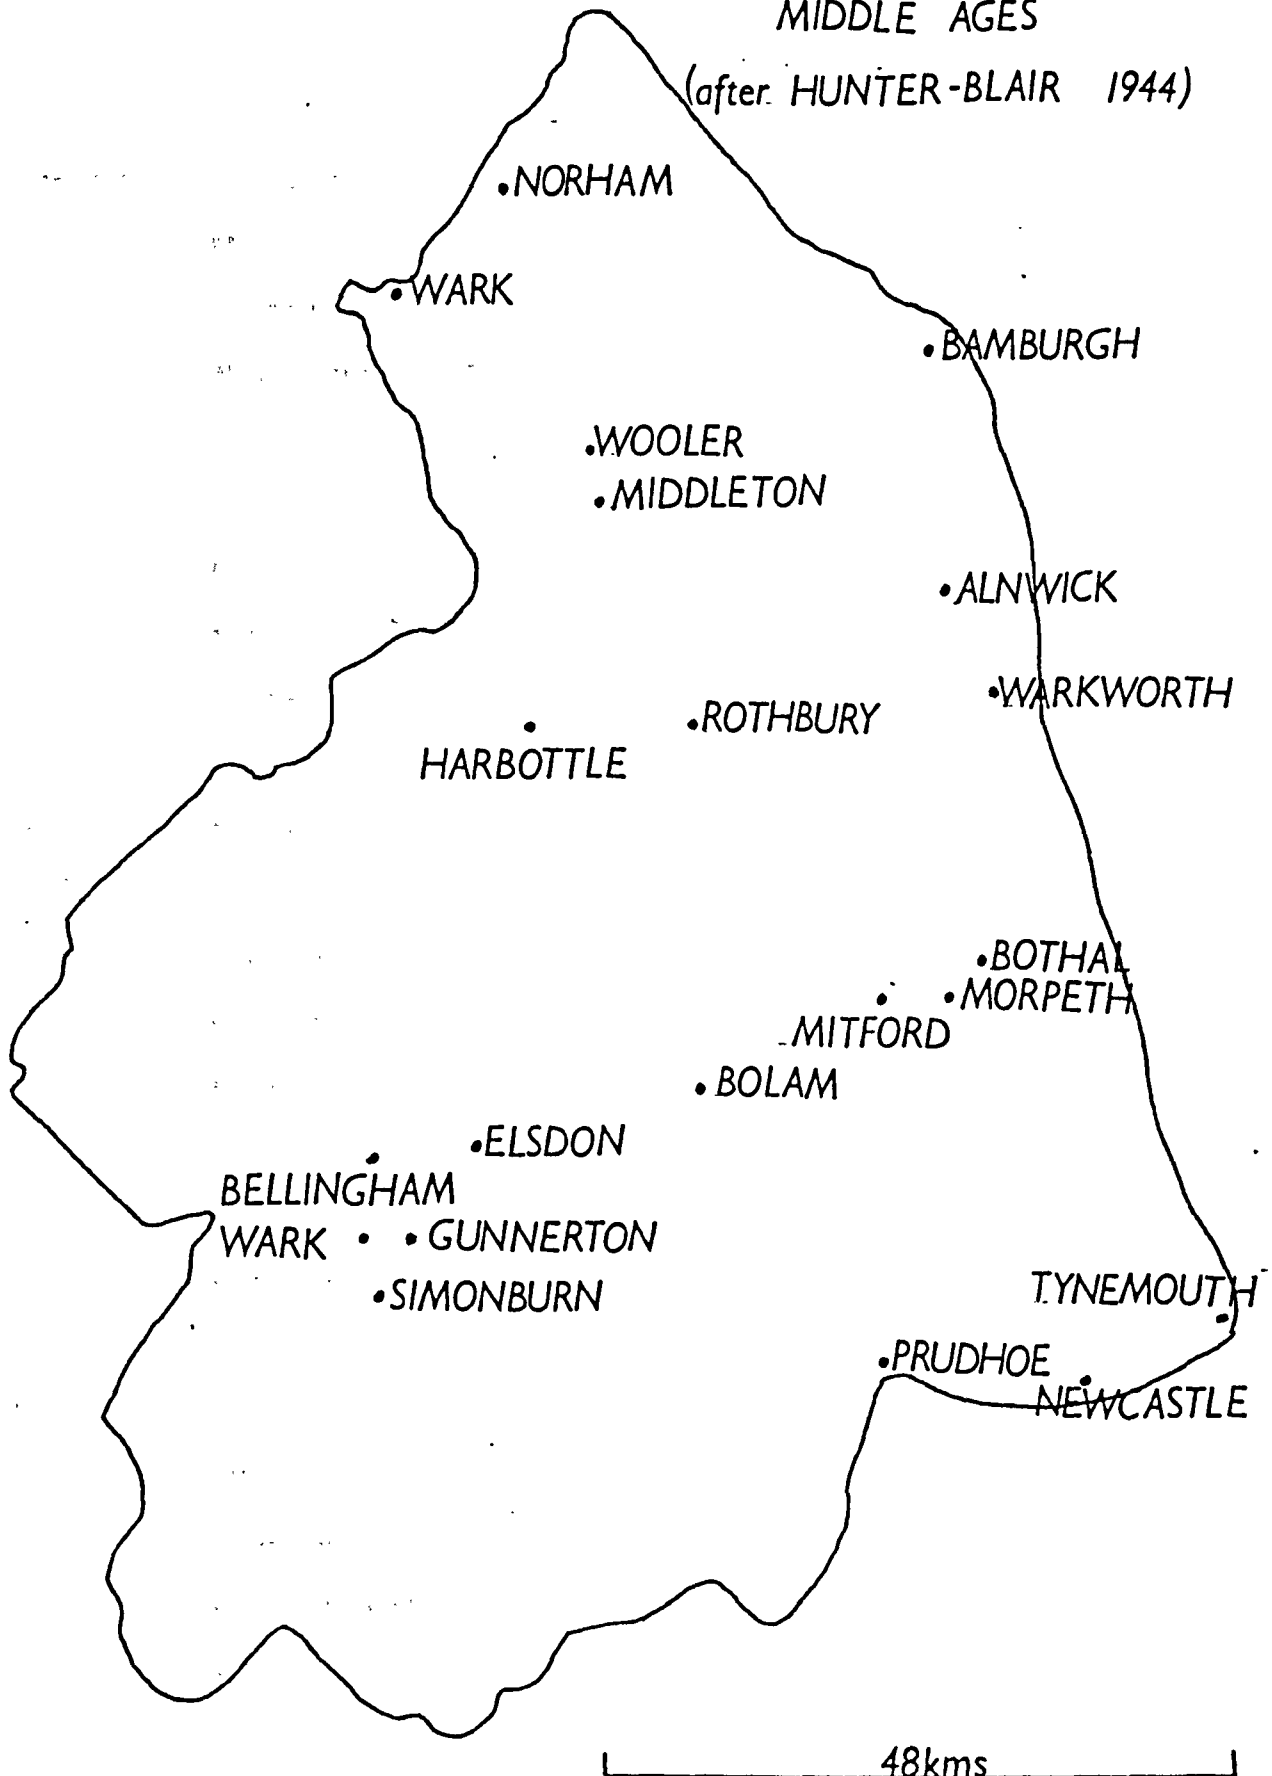 MIDDLE AGES
(after HUNTER-BLAIR 1944)
NORHAM
WARK
BAMBURGH
WOOLER
MIDDLETON
ALNWICK
WARKWORTH
ROTHBURY
HARBOTTLE
BOTHAL
MORPETH
MITFORD
BOLAM
ELSDON
BELLINGHAM
WARK
GUNNERTON
SIMONBURN
TYNEMOUTH
PRUDHOE
NEWCASTLE
48kms